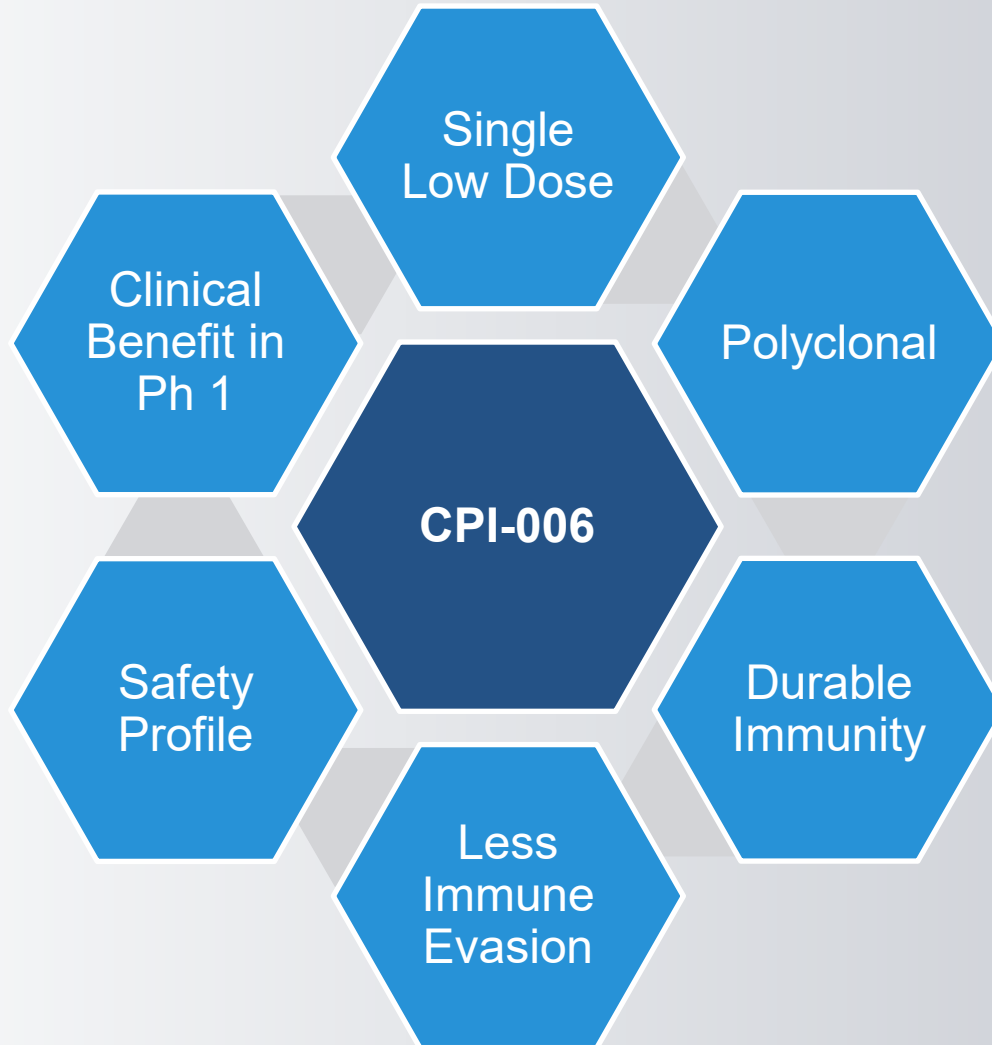 Single
Low Dose
Polyclonal
Durable
Immunity
Less
Immune
Evasion
Safety
Profile
Clinical
Benefit in
Ph 1
CPI-006